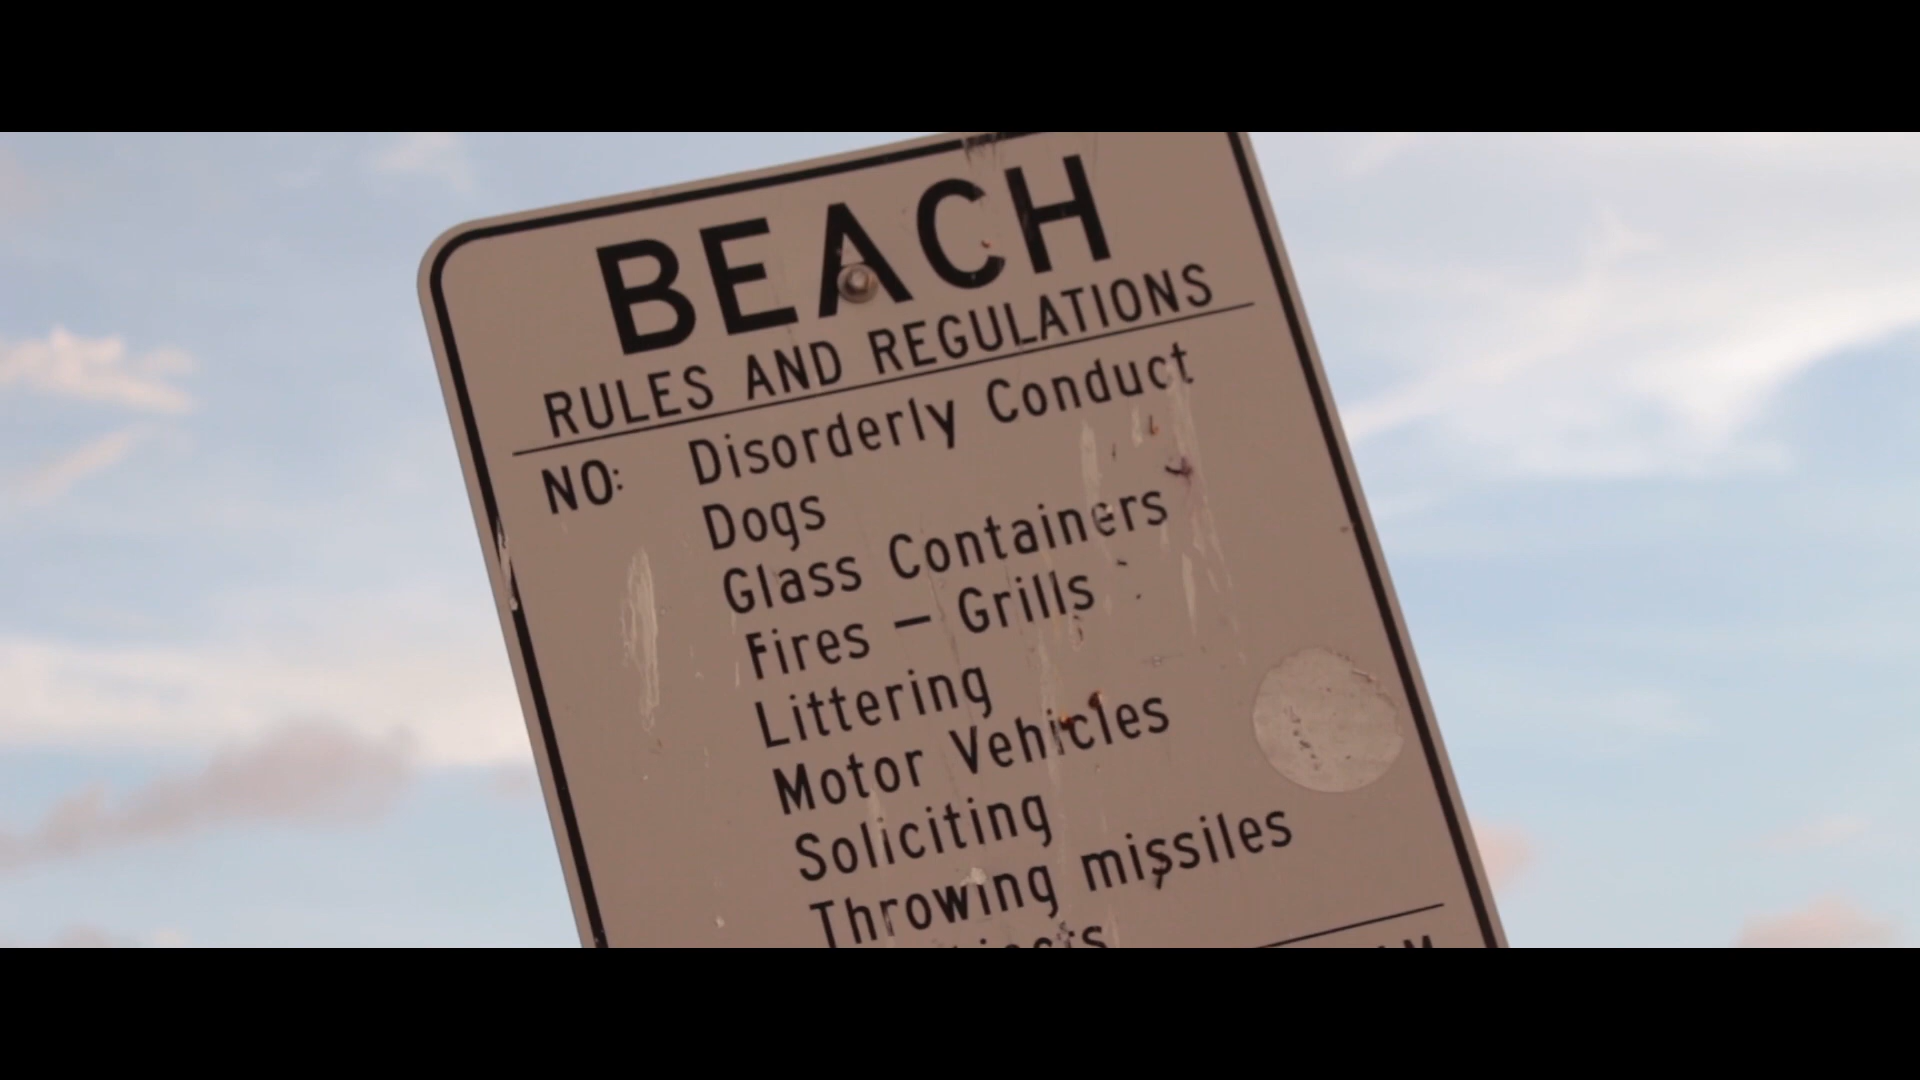 BEACH
RULES AND REGULATIONS
NO: Disorderly Conduct
Dogs
Glass Containers
Fires – Grills
Littering
Motor Vehicles
Soliciting
Throwing missiles